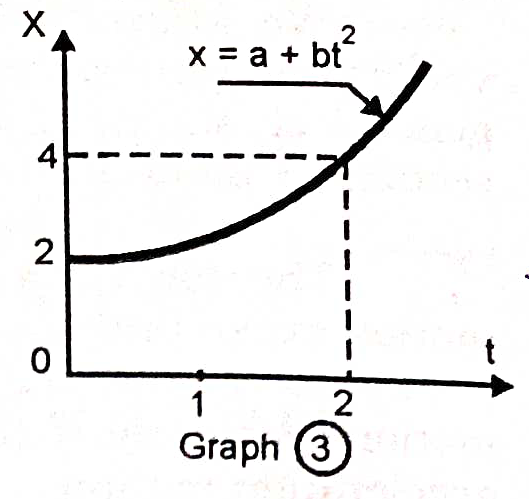 X
x = a + bt²
4
2
0
t
1 2
Graph ③